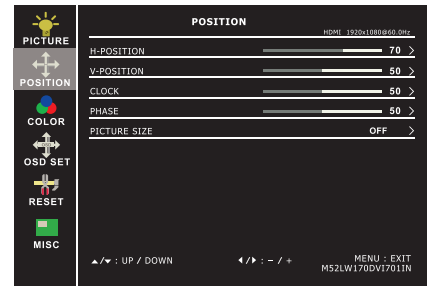 PICTURE
POSITION
COLOR
OSD SET
RESET
MISC
POSITION
HDMI 1920x1080@60.0Hz
H-POSITION 70 >
V-POSITION 50 >
CLOCK 50 >
PHASE 50 >
PICTURE SIZE OFF >
▲/▼ : UP / DOWN ◀/▶ : - / + MENU : EXIT
M52LW170DVI701IN